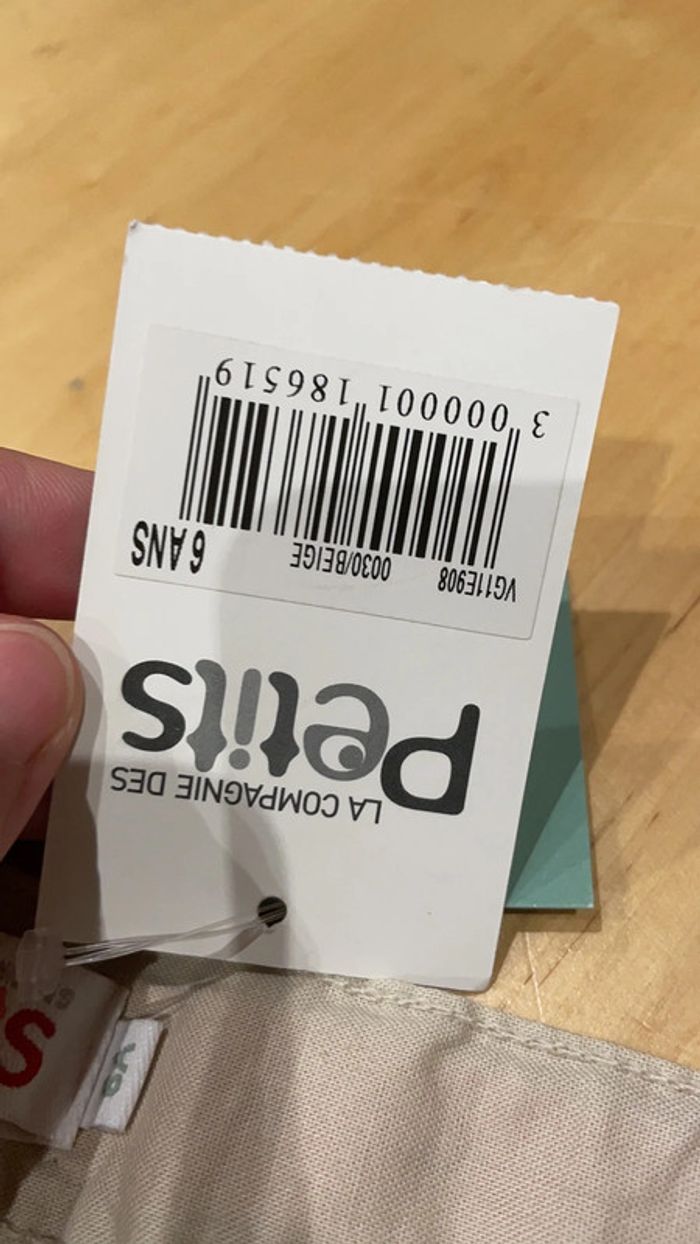 LA COMPAGNIE DES
Petits
VG11E908 0030/BEIGE 6 ANS
3 000001 186519